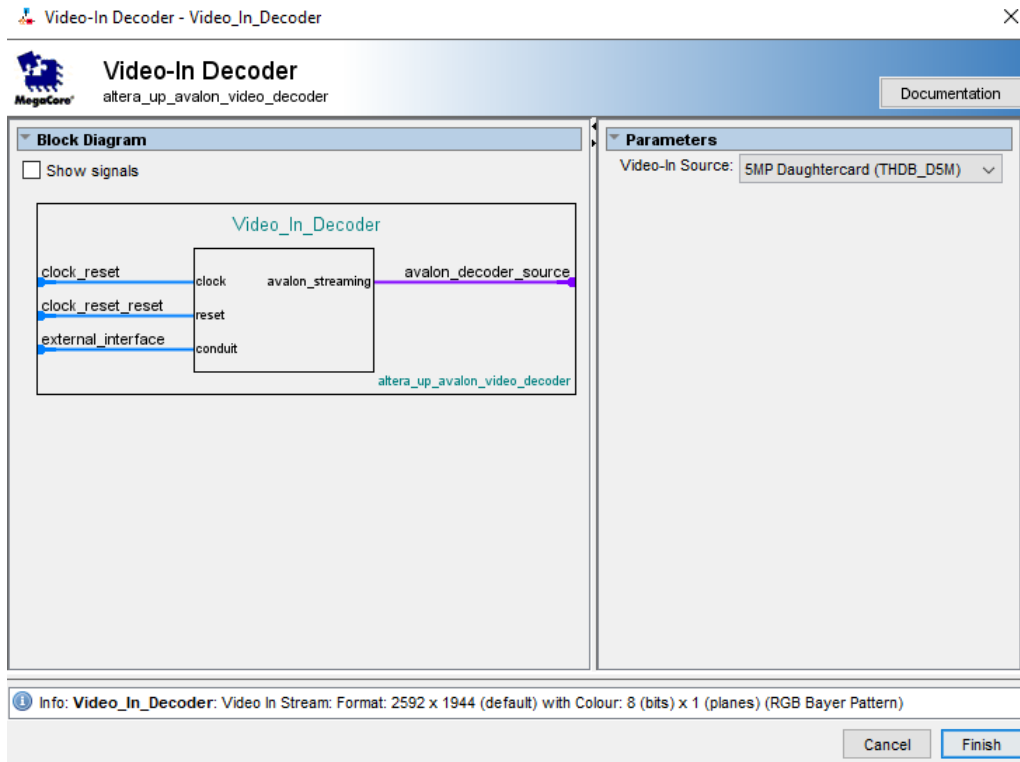 Video-In Decoder - Video_In_Decoder
MegaCore®
Video-In Decoder
altera_up_avalon_video_decoder
Documentation
Block Diagram
Show signals
Video_In_Decoder
clock_reset
clock
avalon_streaming
avalon_decoder_source
clock_reset_reset
reset
external_interface
conduit
altera_up_avalon_video_decoder
Parameters
Video-In Source: 5MP Daughtercard (THDB_D5M)
Info: Video_In_Decoder: Video In Stream: Format: 2592 x 1944 (default) with Colour: 8 (bits) x 1 (planes) (RGB Bayer Pattern)
Cancel
Finish